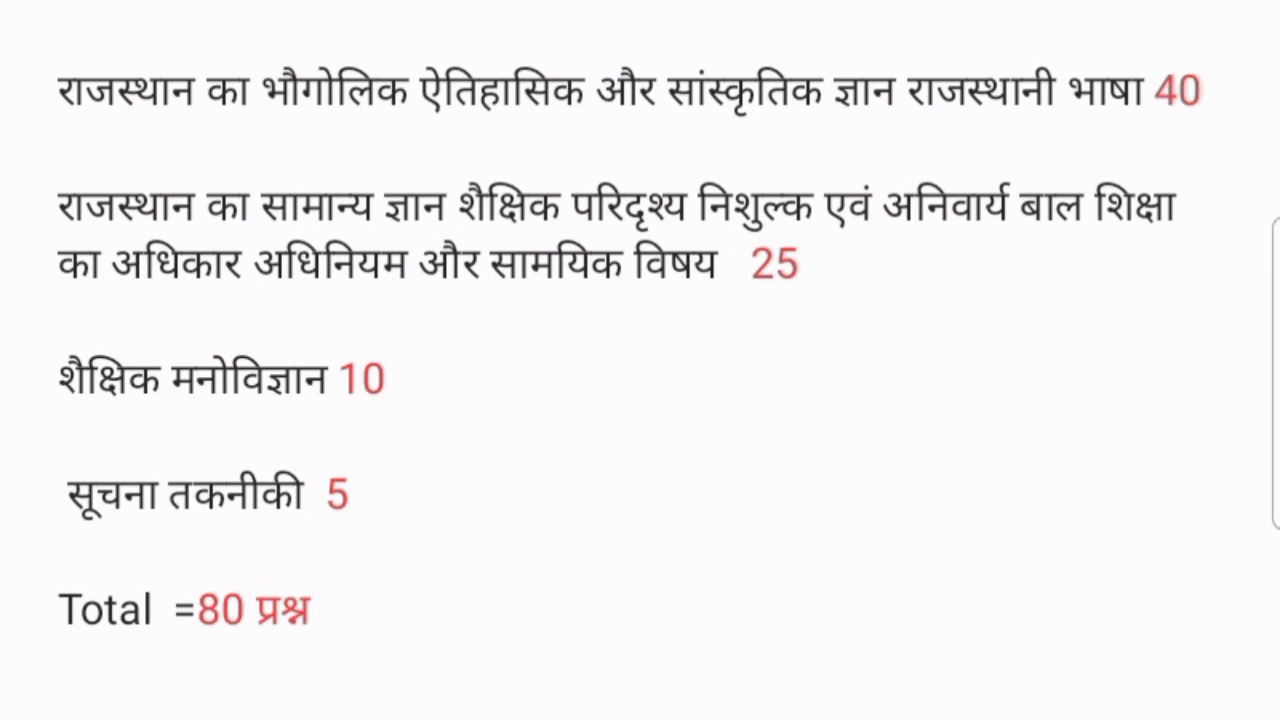 राजस्थान का भौगोलिक ऐतिहासिक और सांस्कृतिक ज्ञान राजस्थानी भाषा 40
राजस्थान का सामान्य ज्ञान शैक्षिक परिदृश्य निशुल्क एवं अनिवार्य बाल शिक्षा
का अधिकार अधिनियम और सामयिक विषय 25
शैक्षिक मनोविज्ञान 10
सूचना तकनीकी 5
Total =80 प्रश्न